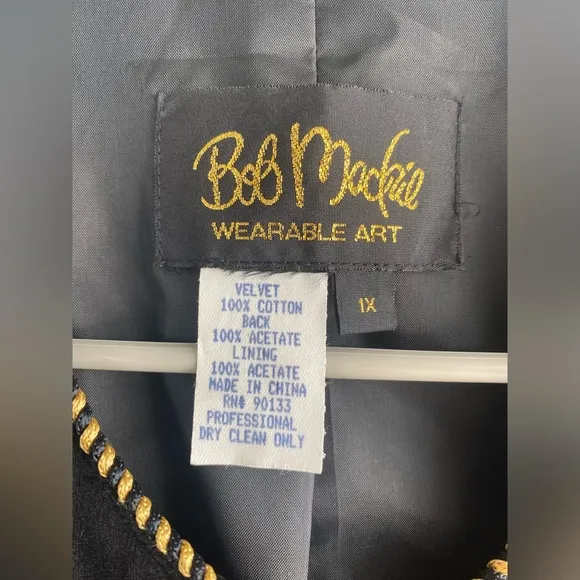 Bob Mackie
WEARABLE ART
1X
VELVET
100% COTTON
BACK
100% ACETATE
LINING
100% ACETATE
MADE IN CHINA
RN# 90133
PROFESSIONAL
DRY CLEAN ONLY